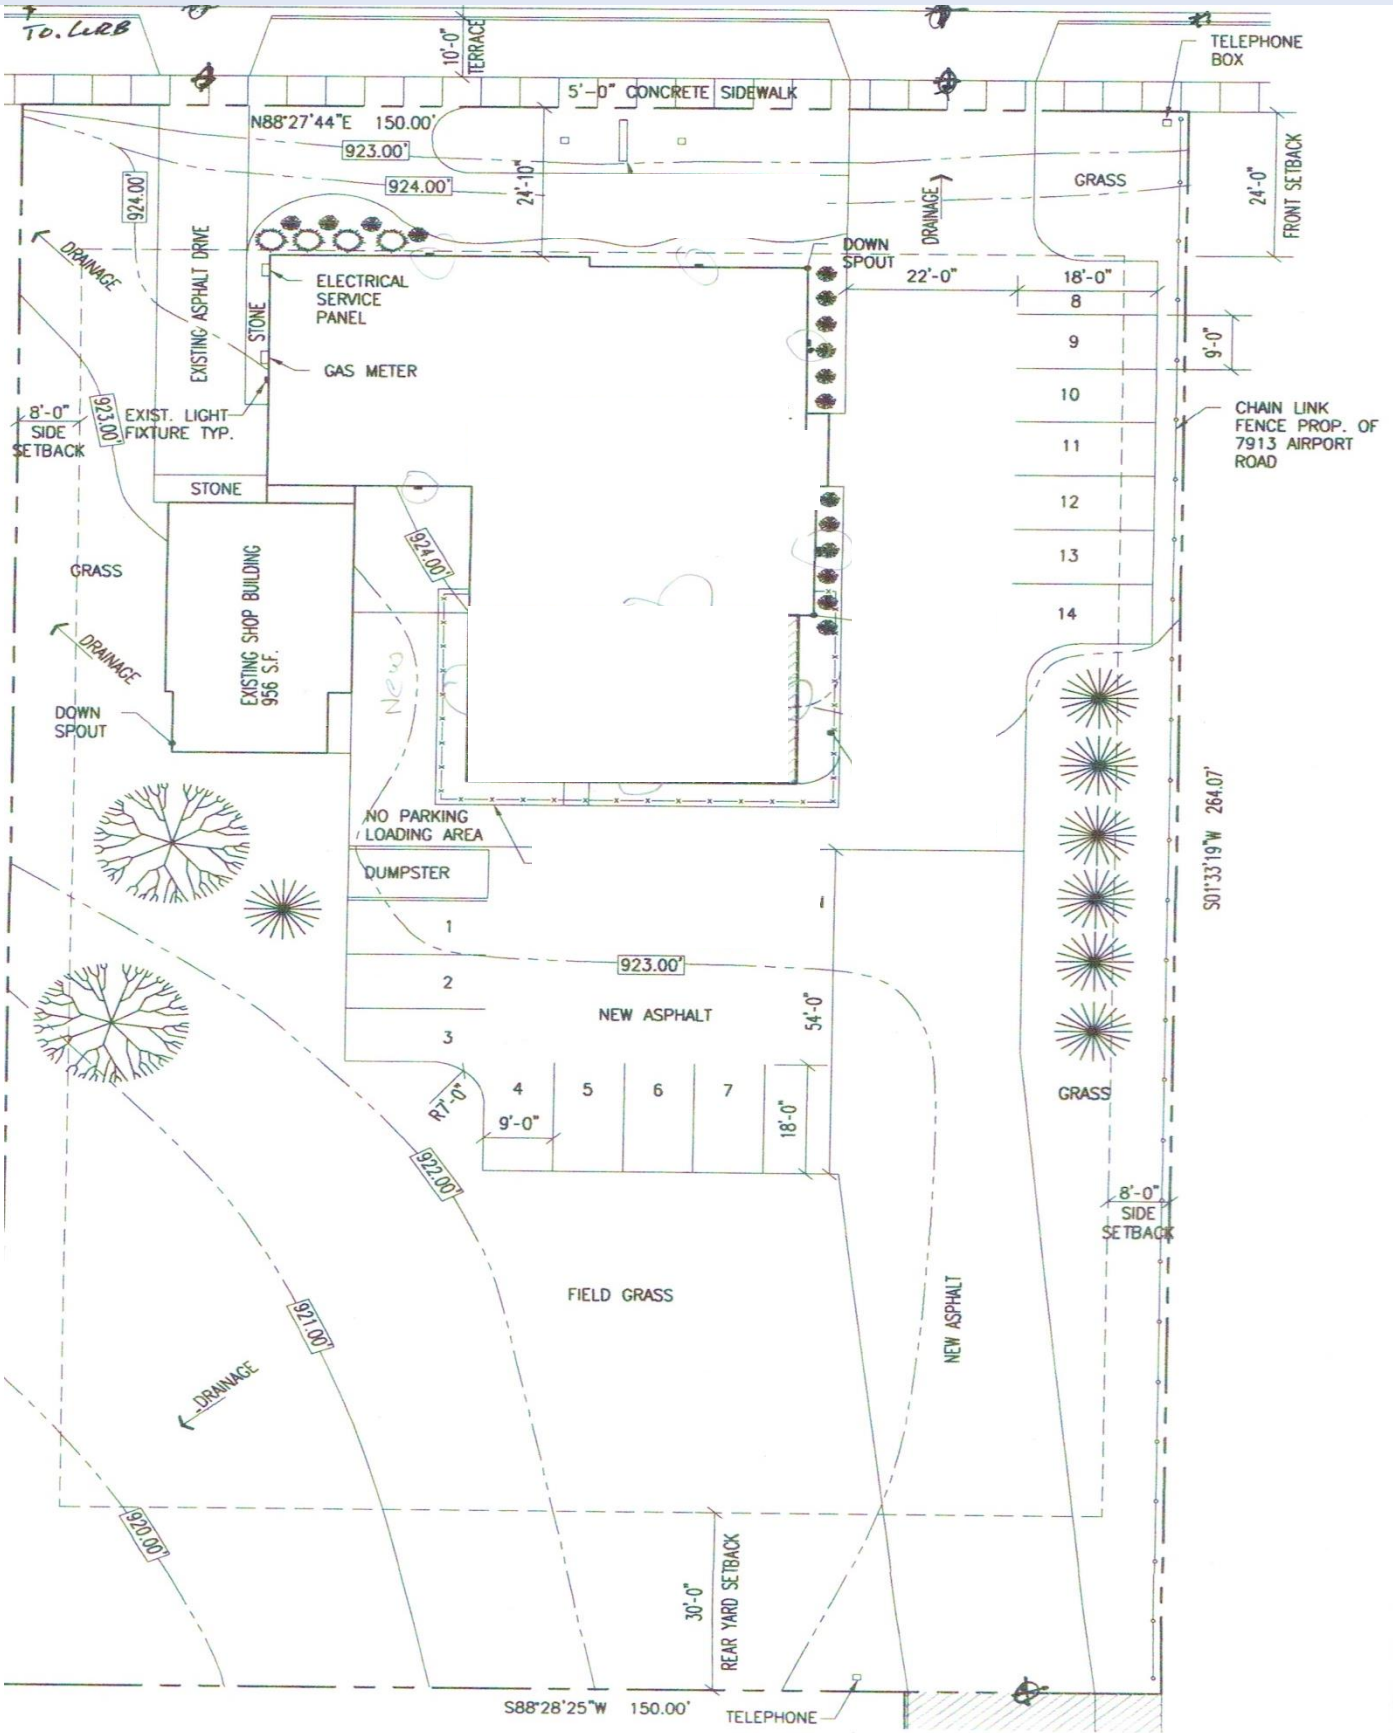 TO. CURB
10'-0"
TERRACE
TELEPHONE
BOX
5'-0" CONCRETE SIDEWALK
N88°27'44"E 150.00'
923.00'
924.00'
924.00'
24'-10"
DRAINAGE
GRASS
24'-0"
FRONT SETBACK
DRAINAGE
EXISTING ASPHALT DRIVE
STONE
ELECTRICAL
SERVICE
PANEL
DOWN
SPOUT
22'-0"
18'-0"
8
9
9'-0"
GAS METER
10
8'-0"
SIDE
SETBACK
923.00'
EXIST. LIGHT
FIXTURE TYP.
CHAIN LINK
FENCE PROP. OF
7913 AIRPORT
ROAD
11
STONE
12
924.00'
13
GRASS
EXISTING SHOP BUILDING
956 S.F.
14
DRAINAGE
New
DOWN
SPOUT
S01°33'19"W 264.07'
NO PARKING
LOADING AREA
DUMPSTER
1
923.00'
2
NEW ASPHALT
54'-0"
3
R7'-0"
4
5
6
7
9'-0"
18'-0"
GRASS
922.00'
8'-0"
SIDE
SETBACK
FIELD GRASS
921.00'
NEW ASPHALT
DRAINAGE
920.00'
30'-0"
REAR YARD SETBACK
S88°28'25"W 150.00'
TELEPHONE